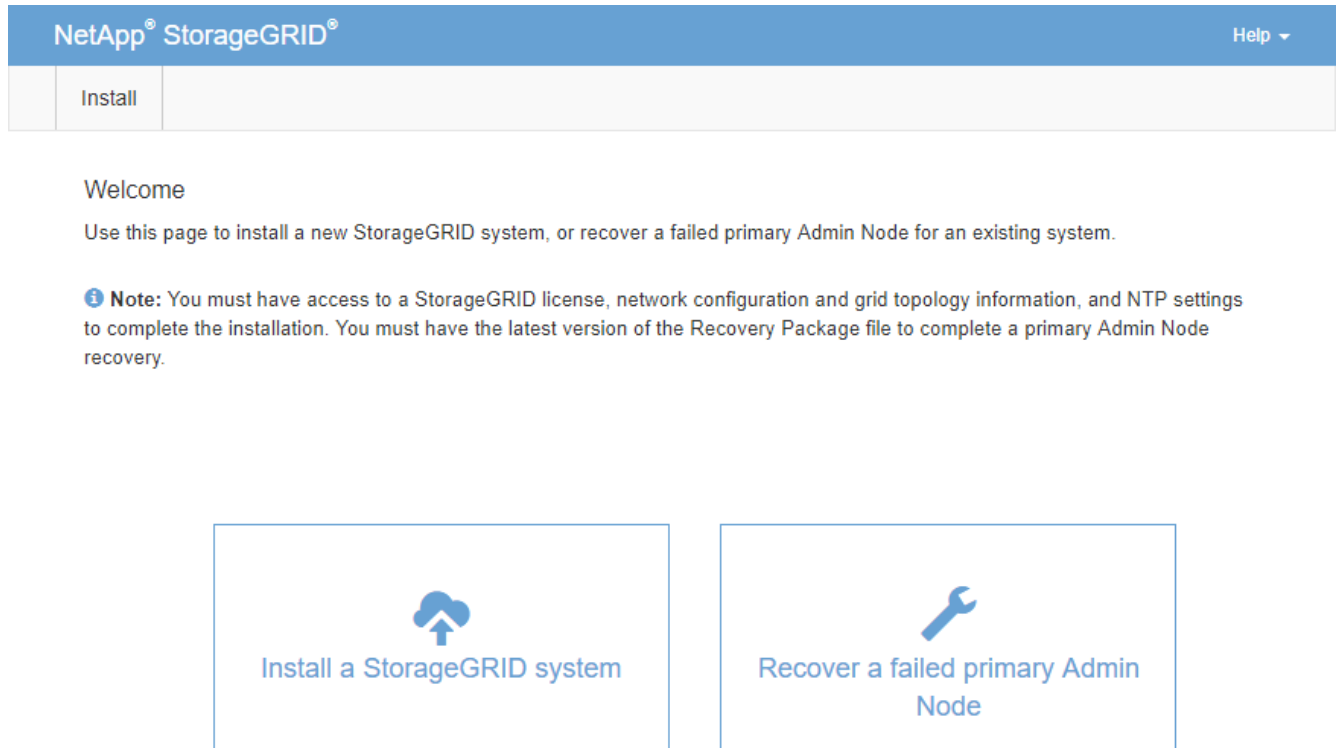 NetApp® StorageGRID®
Help
Install
Welcome
Use this page to install a new StorageGRID system, or recover a failed primary Admin Node for an existing system.
Note: You must have access to a StorageGRID license, network configuration and grid topology information, and NTP settings
to complete the installation. You must have the latest version of the Recovery Package file to complete a primary Admin Node
recovery.
Install a StorageGRID system
Recover a failed primary Admin
Node